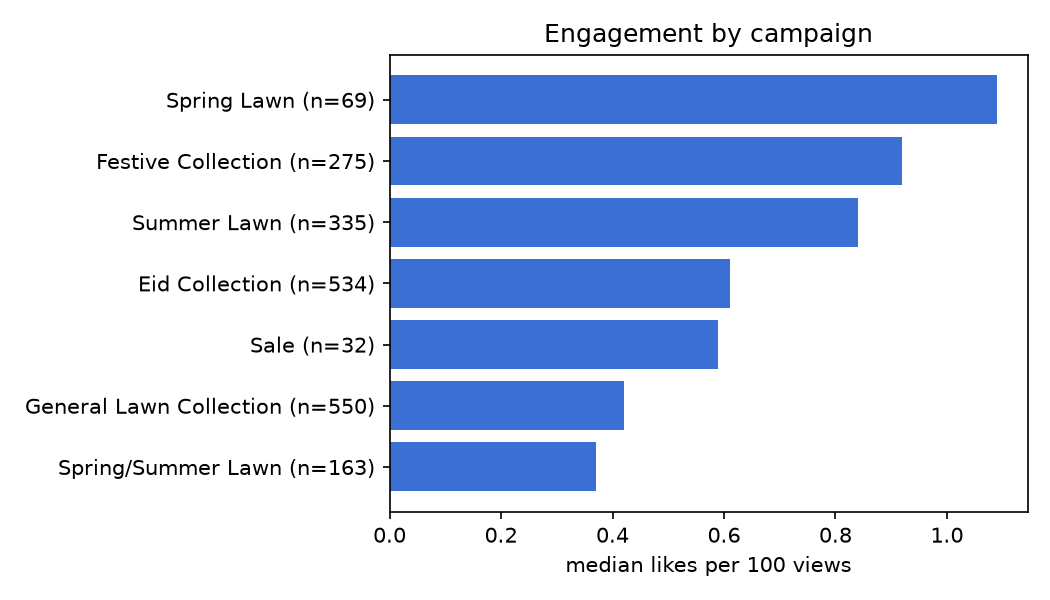 Engagement by campaign
Spring Lawn (n=69)
Festive Collection (n=275)
Summer Lawn (n=335)
Eid Collection (n=534)
Sale (n=32)
General Lawn Collection (n=550)
Spring/Summer Lawn (n=163)
0.0 0.2 0.4 0.6 0.8 1.0
median likes per 100 views